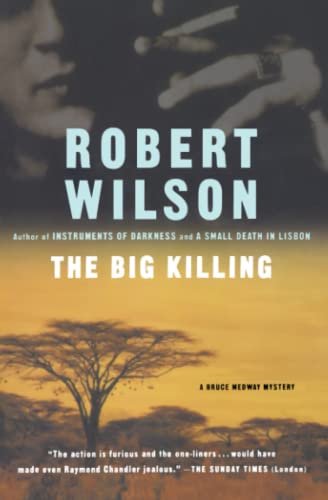 ROBERT
WILSON
Author of INSTRUMENTS OF DARKNESS and A SMALL DEATH IN LISBON
THE BIG KILLING
A BRUCE MEDWAY MYSTERY
"The action is furious and the one-liners...would have
made even Raymond Chandler jealous." —THE SUNDAY TIMES (London)